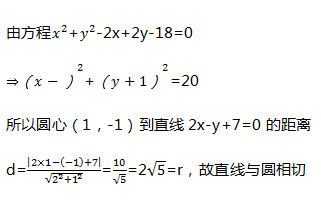 由方程𝑥²+𝑦²-2x+2y-18=0
⇒（𝑥−　）²+（𝑦+1）²=20
所以圆心（1，-1）到直线 2x-y+7=0 的距离
d=|2×1−(−1)+7|/√(2²+1²)=10/√5=2√5=r，故直线与圆相切